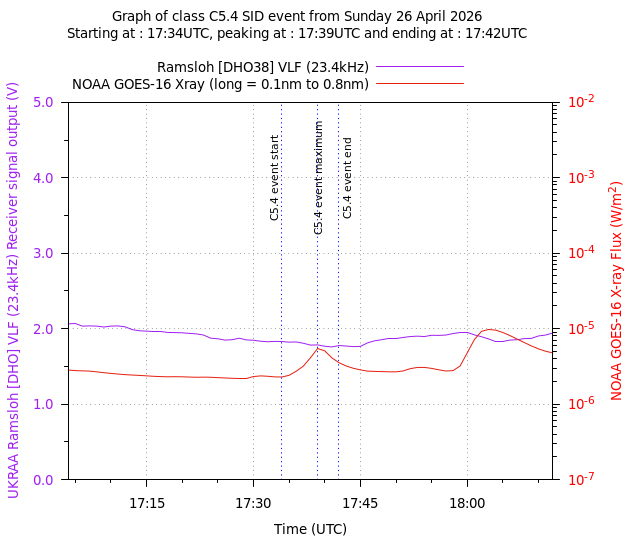 Graph of class C5.4 SID event from Sunday 26 April 2026
Starting at : 17:34UTC, peaking at : 17:39UTC and ending at : 17:42UTC
Ramsloh [DHO38] VLF (23.4kHz)
NOAA GOES-16 Xray (long = 0.1nm to 0.8nm)
UKRAA Ramsloh [DHO] VLF (23.4kHz) Receiver signal output (V)
5.0
4.0
3.0
2.0
1.0
0.0
C5.4 event start
C5.4 event maximum
C5.4 event end
10-2
10-3
10-4
10-5
10-6
10-7
NOAA GOES-16 X-ray Flux (W/m2)
17:15
17:30
17:45
18:00
Time (UTC)